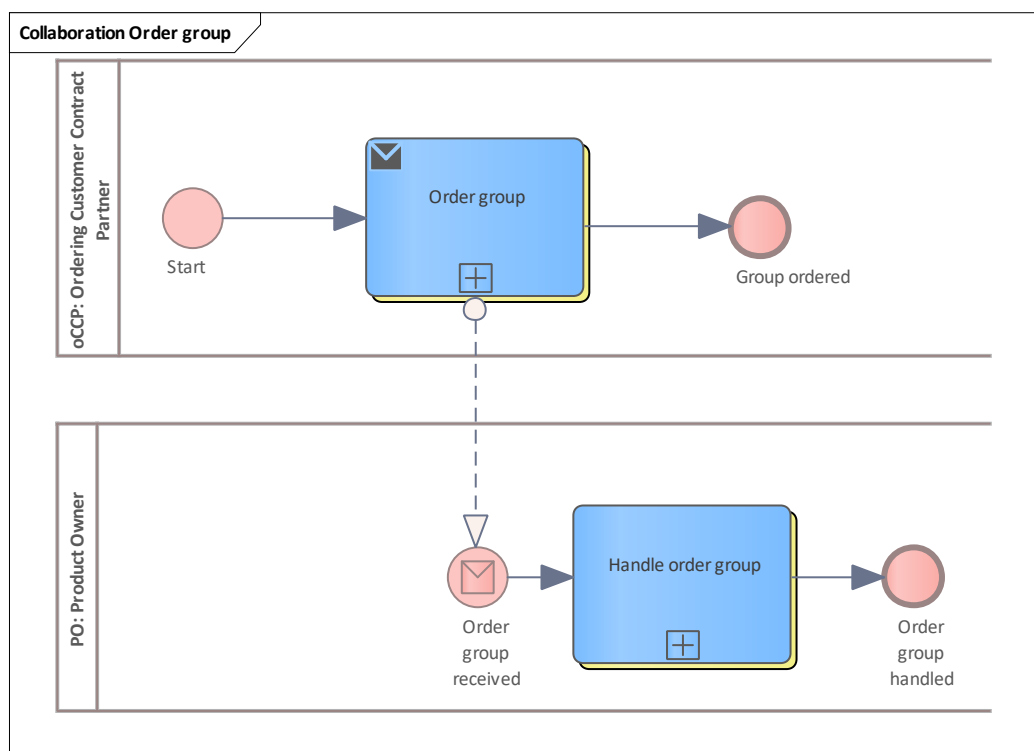 Collaboration Order group
oCCP: Ordering Customer Contract
Partner
Order group
Start
Group ordered
PO: Product Owner
Handle order group
Order
group
received
Order
group
handled